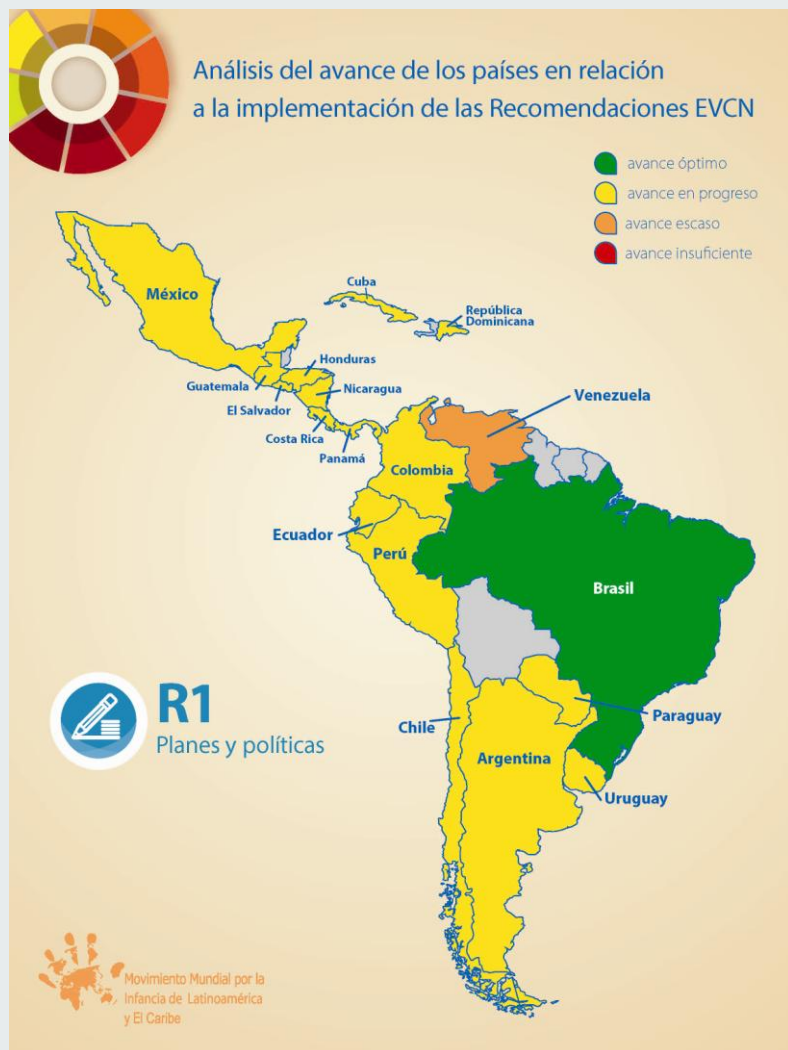 Análisis del avance de los países en relación
a la implementación de las Recomendaciones EVCN
avance óptimo
avance en progreso
avance escaso
avance insuficiente
México
Cuba
República
Dominicana
Honduras
Guatemala
Nicaragua
El Salvador
Costa Rica
Panamá
Venezuela
Colombia
Ecuador
Perú
Brasil
R1
Planes y políticas
Chile
Paraguay
Argentina
Uruguay
Movimiento Mundial por la
Infancia de Latinoamérica
y El Caribe